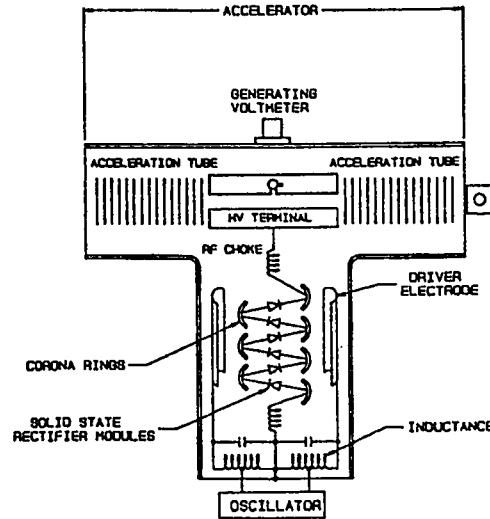 ACCELERATOR
GENERATING
VOLTMETER
ACCELERATION TUBE
ACCELERATION TUBE
HV TERMINAL
RF CHOKE
DRIVER
ELECTRODE
CORONA RINGS
SOLID STATE
RECTIFIER MODULES
INDUCTANCE
OSCILLATOR